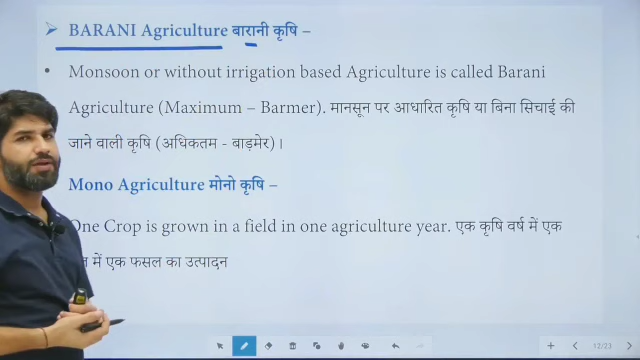 ➢ BARANI Agriculture बारानी कृषि –
• Monsoon or without irrigation based Agriculture is called Barani
Agriculture (Maximum – Barmer). मानसून पर आधारित कृषि या बिना सिचाई की
जाने वाली कृषि (अधिकतम - बाड़मेर)।
Mono Agriculture मोनो कृषि –
One Crop is grown in a field in one agriculture year. एक कृषि वर्ष में एक
में एक फसल का उत्पादन
12/23